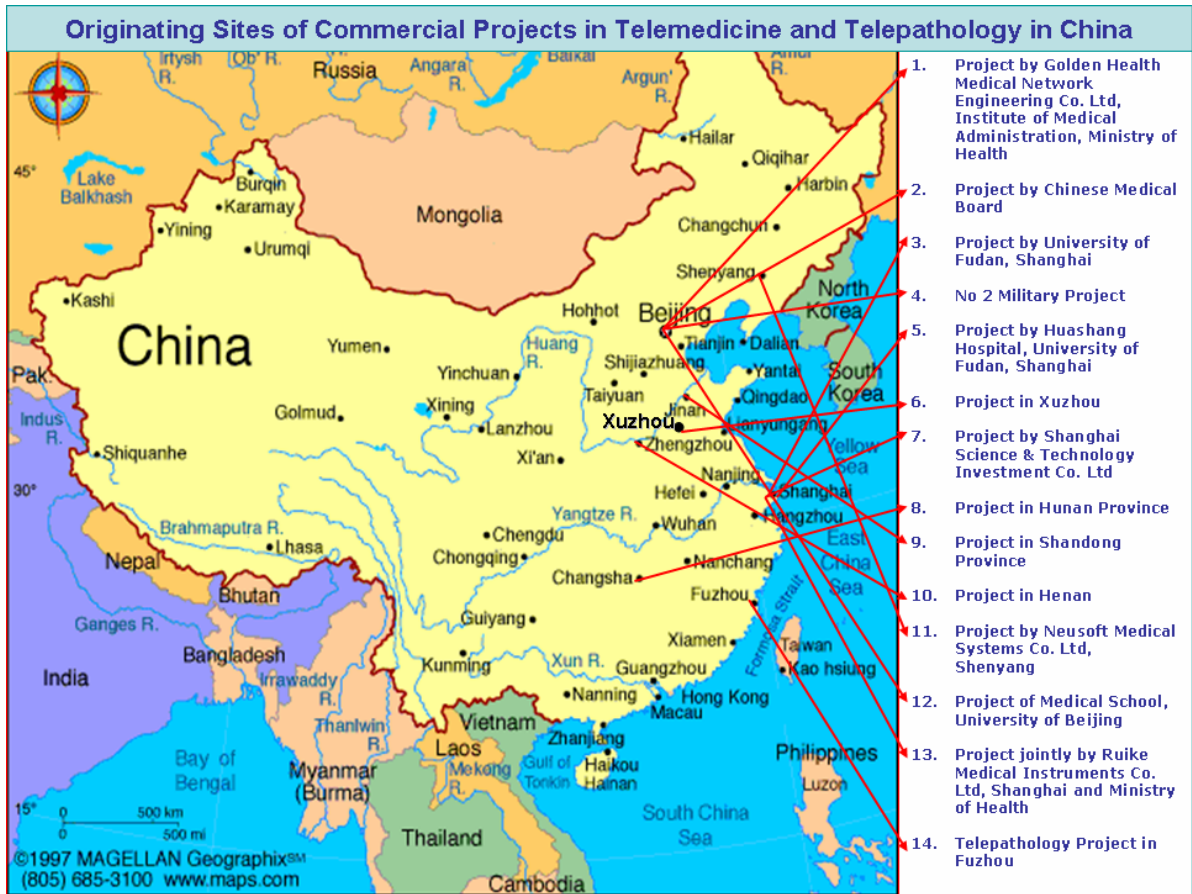 Originating Sites of Commercial Projects in Telemedicine and Telepathology in China
Irtysh
R.
Ob' R.
Russia
Angara
R.
Baikal
Argun'
R.
Amur
R.
45°
Lake
Balkhash
Burqin
Karamay
Yining
Urumqi
Kashi
Mongolia
Hailar
Qiqihar
Harbin
Changchun
Shenyang
North
Korea
Hohhot
Beijing
China
Yumen
Huang
R.
Tianjin
Dalian
Shijiazhuang
Yantai
South
Korea
Pak.
Yinchuan
Taiyuan
Jinan
Qingdao
Golmud
Xining
Indus
R.
Lanzhou
Xuzhou
Lianyungang
Zhengzhou
Yellow
Sea
Shiquanhe
Xi'an
Nanjing
30°
Hefei
Shanghai
Brahmaputra R.
Yangtze R.
Wuhan
Hangzhou
East
China
Sea
Nepal
Lhasa
Chengdu
Chongqing
Nanchang
Changsha
Bhutan
Fuzhou
Ganges R.
Guiyang
Formosa Strait
Bangladesh
Xiamen
Taiwan
India
Kunming
Xun R.
Guangzhou
Kao hsiung
Irrawaddy
R.
Nanning
Hong Kong
Macau
Thanlwin
R.
Vietnam
Zhanjiang
Laos
Bay of
Bengal
Mekong
R.
Gulf of
Tonkin
Haikou
Hainan
Philippines
Luzon
Myanmar
(Burma)
15°
0
500 km
0
500 mi
South China
Sea
Thailand
Cambodia
©1997 MAGELLAN Geographix℠
(805) 685-3100 www.maps.com
1. Project by Golden Health
Medical Network
Engineering Co. Ltd,
Institute of Medical
Administration, Ministry of
Health
2. Project by Chinese Medical
Board
3. Project by University of
Fudan, Shanghai
4. No 2 Military Project
5. Project by Huashang
Hospital, University of
Fudan, Shanghai
6. Project in Xuzhou
7. Project by Shanghai
Science & Technology
Investment Co. Ltd
8. Project in Hunan Province
9. Project in Shandong
Province
10. Project in Henan
11. Project by Neusoft Medical
Systems Co. Ltd,
Shenyang
12. Project of Medical School,
University of Beijing
13. Project jointly by Ruike
Medical Instruments Co.
Ltd, Shanghai and Ministry
of Health
14. Telepathology Project in
Fuzhou